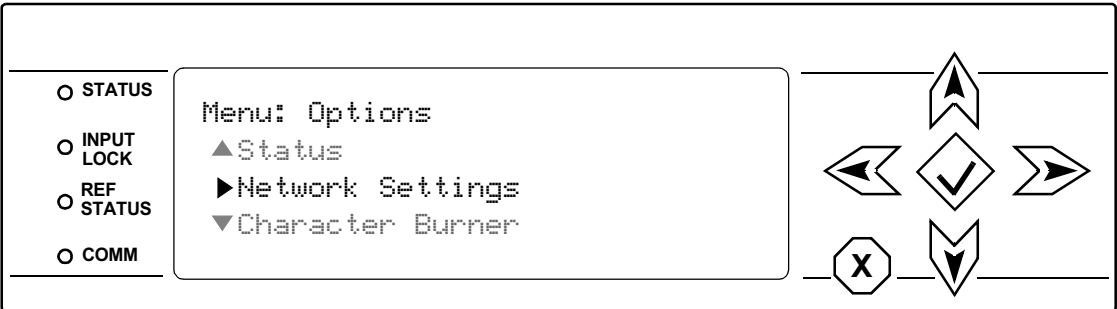 STATUS
INPUT
LOCK
REF
STATUS
COMM
Menu: Options
▲Status
▶Network Settings
▼Character Burner
X